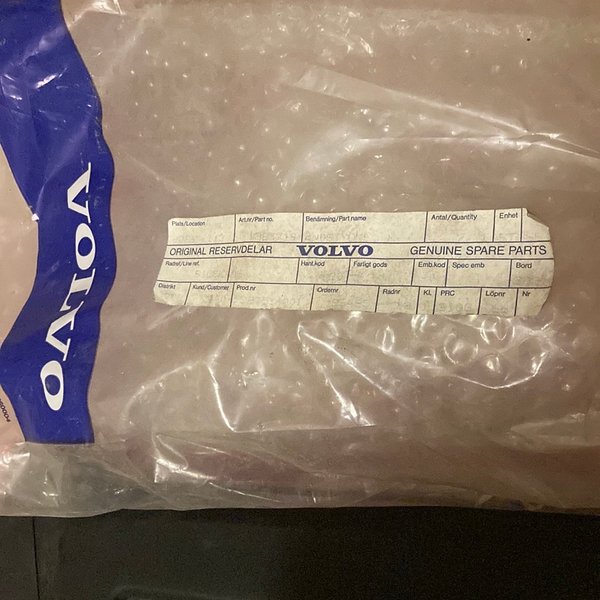 VOLVO
Plats/Location Art.nr/Part no. Benämning/Part name Antal/Quantity Enhet
ORIGINAL RESERVDELAR VOLVO GENUINE SPARE PARTS
Radref/Line ref. Hant.kod Farligt gods Emb.kod Spec emb Bord
Distrikt Kund/Customer Prod.nr Ordernr Radnr Kl. PRC Löpnr Nr